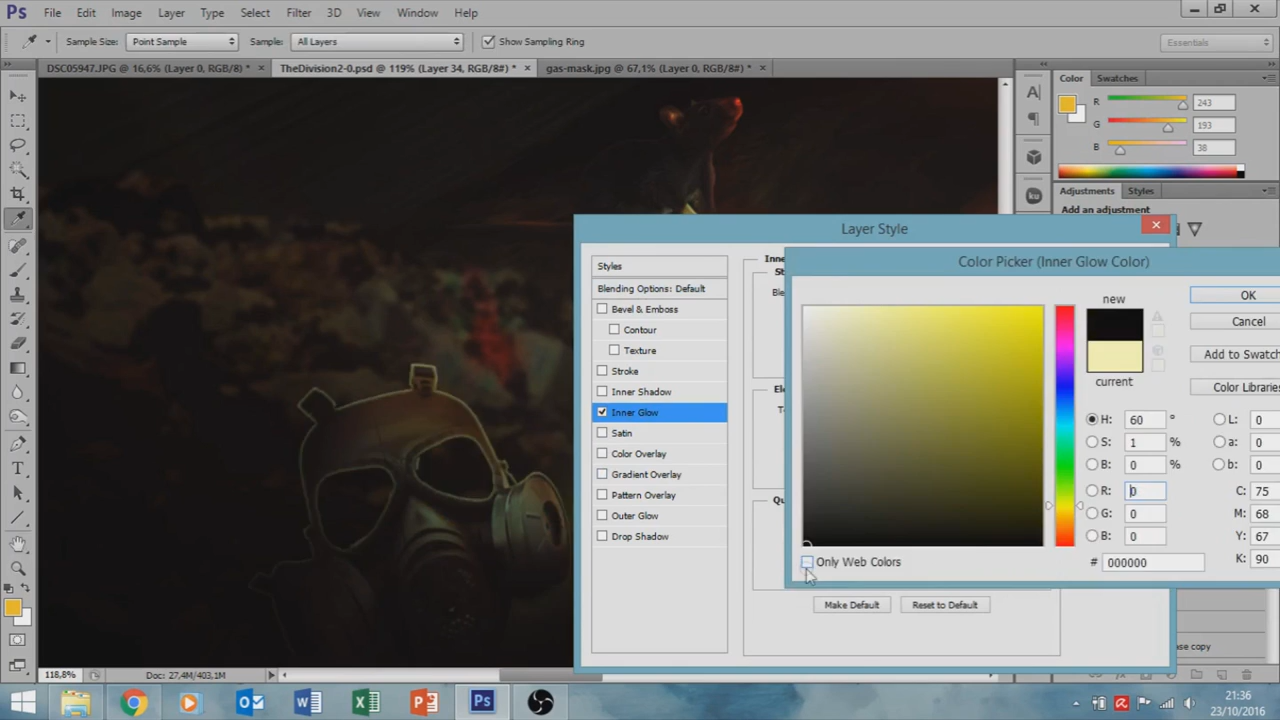 Ps File Edit Image Layer Type Select Filter 3D View Window Help
Sample Size: Point Sample Sample: All Layers Show Sampling Ring Essentials
DSC05947.JPG @ 16,6% (Layer 0, RGB/8) * × TheDivision2-0.psd @ 119% (Layer 34, RGB/8#) * × gas-mask.jpg @ 67,1% (Layer 0, RGB/8#) * ×
Color Swatches
R 243
G 193
B 38
Adjustments Styles
Add an adjustment
Layer Style
Styles
Blending Options: Default
Bevel & Emboss
Contour
Texture
Stroke
Inner Shadow
Inner Glow
Satin
Color Overlay
Gradient Overlay
Pattern Overlay
Outer Glow
Drop Shadow
Make Default Reset to Default
Color Picker (Inner Glow Color)
new
current
OK
Cancel
Add to Swatch
Color Libraries
H: 60 ° L: 0
S: 1 % a: 0
B: 0 % b: 0
R: 0 C: 75
G: 0 M: 68
B: 0 Y: 67
# 000000 K: 90
Only Web Colors
ase copy
118,8% Doc: 27,4M/403,1M
21:36
23/10/2016